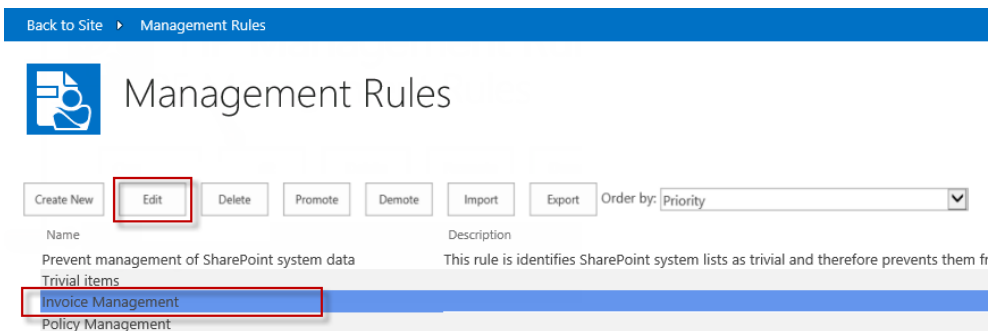 Back to Site ▸ Management Rules
Management Rules
Create New Edit Delete Promote Demote Import Export Order by: Priority
Name Description
Prevent management of SharePoint system data This rule is identifies SharePoint system lists as trivial and therefore prevents them
Trivial items
Invoice Management
Policy Management